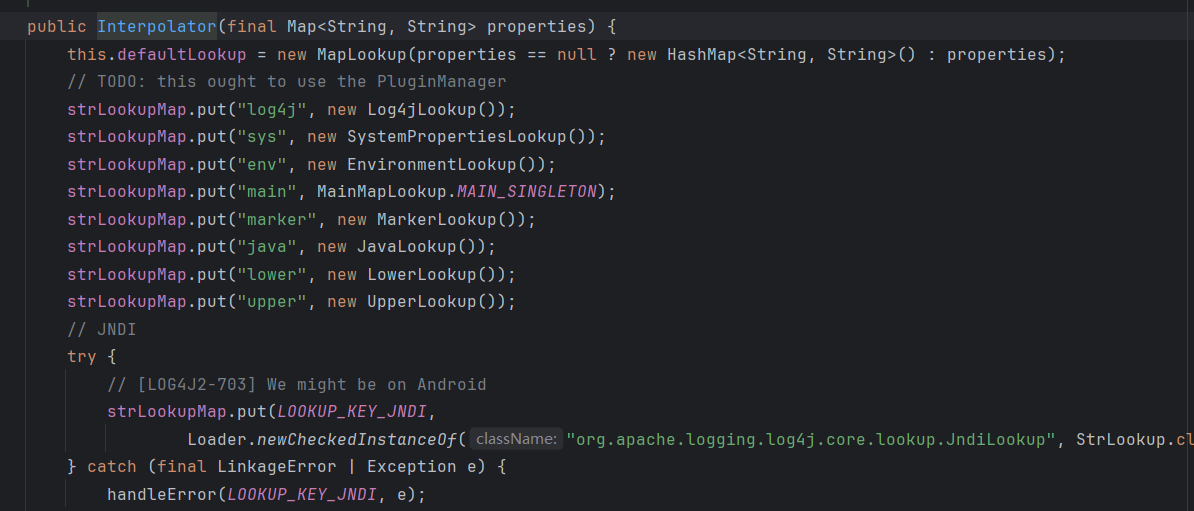 public Interpolator(final Map<String, String> properties) {
this.defaultLookup = new MapLookup(properties == null ? new HashMap<String, String>() : properties);
// TODO: this ought to use the PluginManager
strLookupMap.put("log4j", new Log4jLookup());
strLookupMap.put("sys", new SystemPropertiesLookup());
strLookupMap.put("env", new EnvironmentLookup());
strLookupMap.put("main", MainMapLookup.MAIN_SINGLETON);
strLookupMap.put("marker", new MarkerLookup());
strLookupMap.put("java", new JavaLookup());
strLookupMap.put("lower", new LowerLookup());
strLookupMap.put("upper", new UpperLookup());
// JNDI
try {
// [LOG4J2-703] We might be on Android
strLookupMap.put(LOOKUP_KEY_JNDI,
Loader.newCheckedInstanceOf( className: "org.apache.logging.log4j.core.lookup.JndiLookup", StrLookup.cl
} catch (final LinkageError | Exception e) {
handleError(LOOKUP_KEY_JNDI, e);